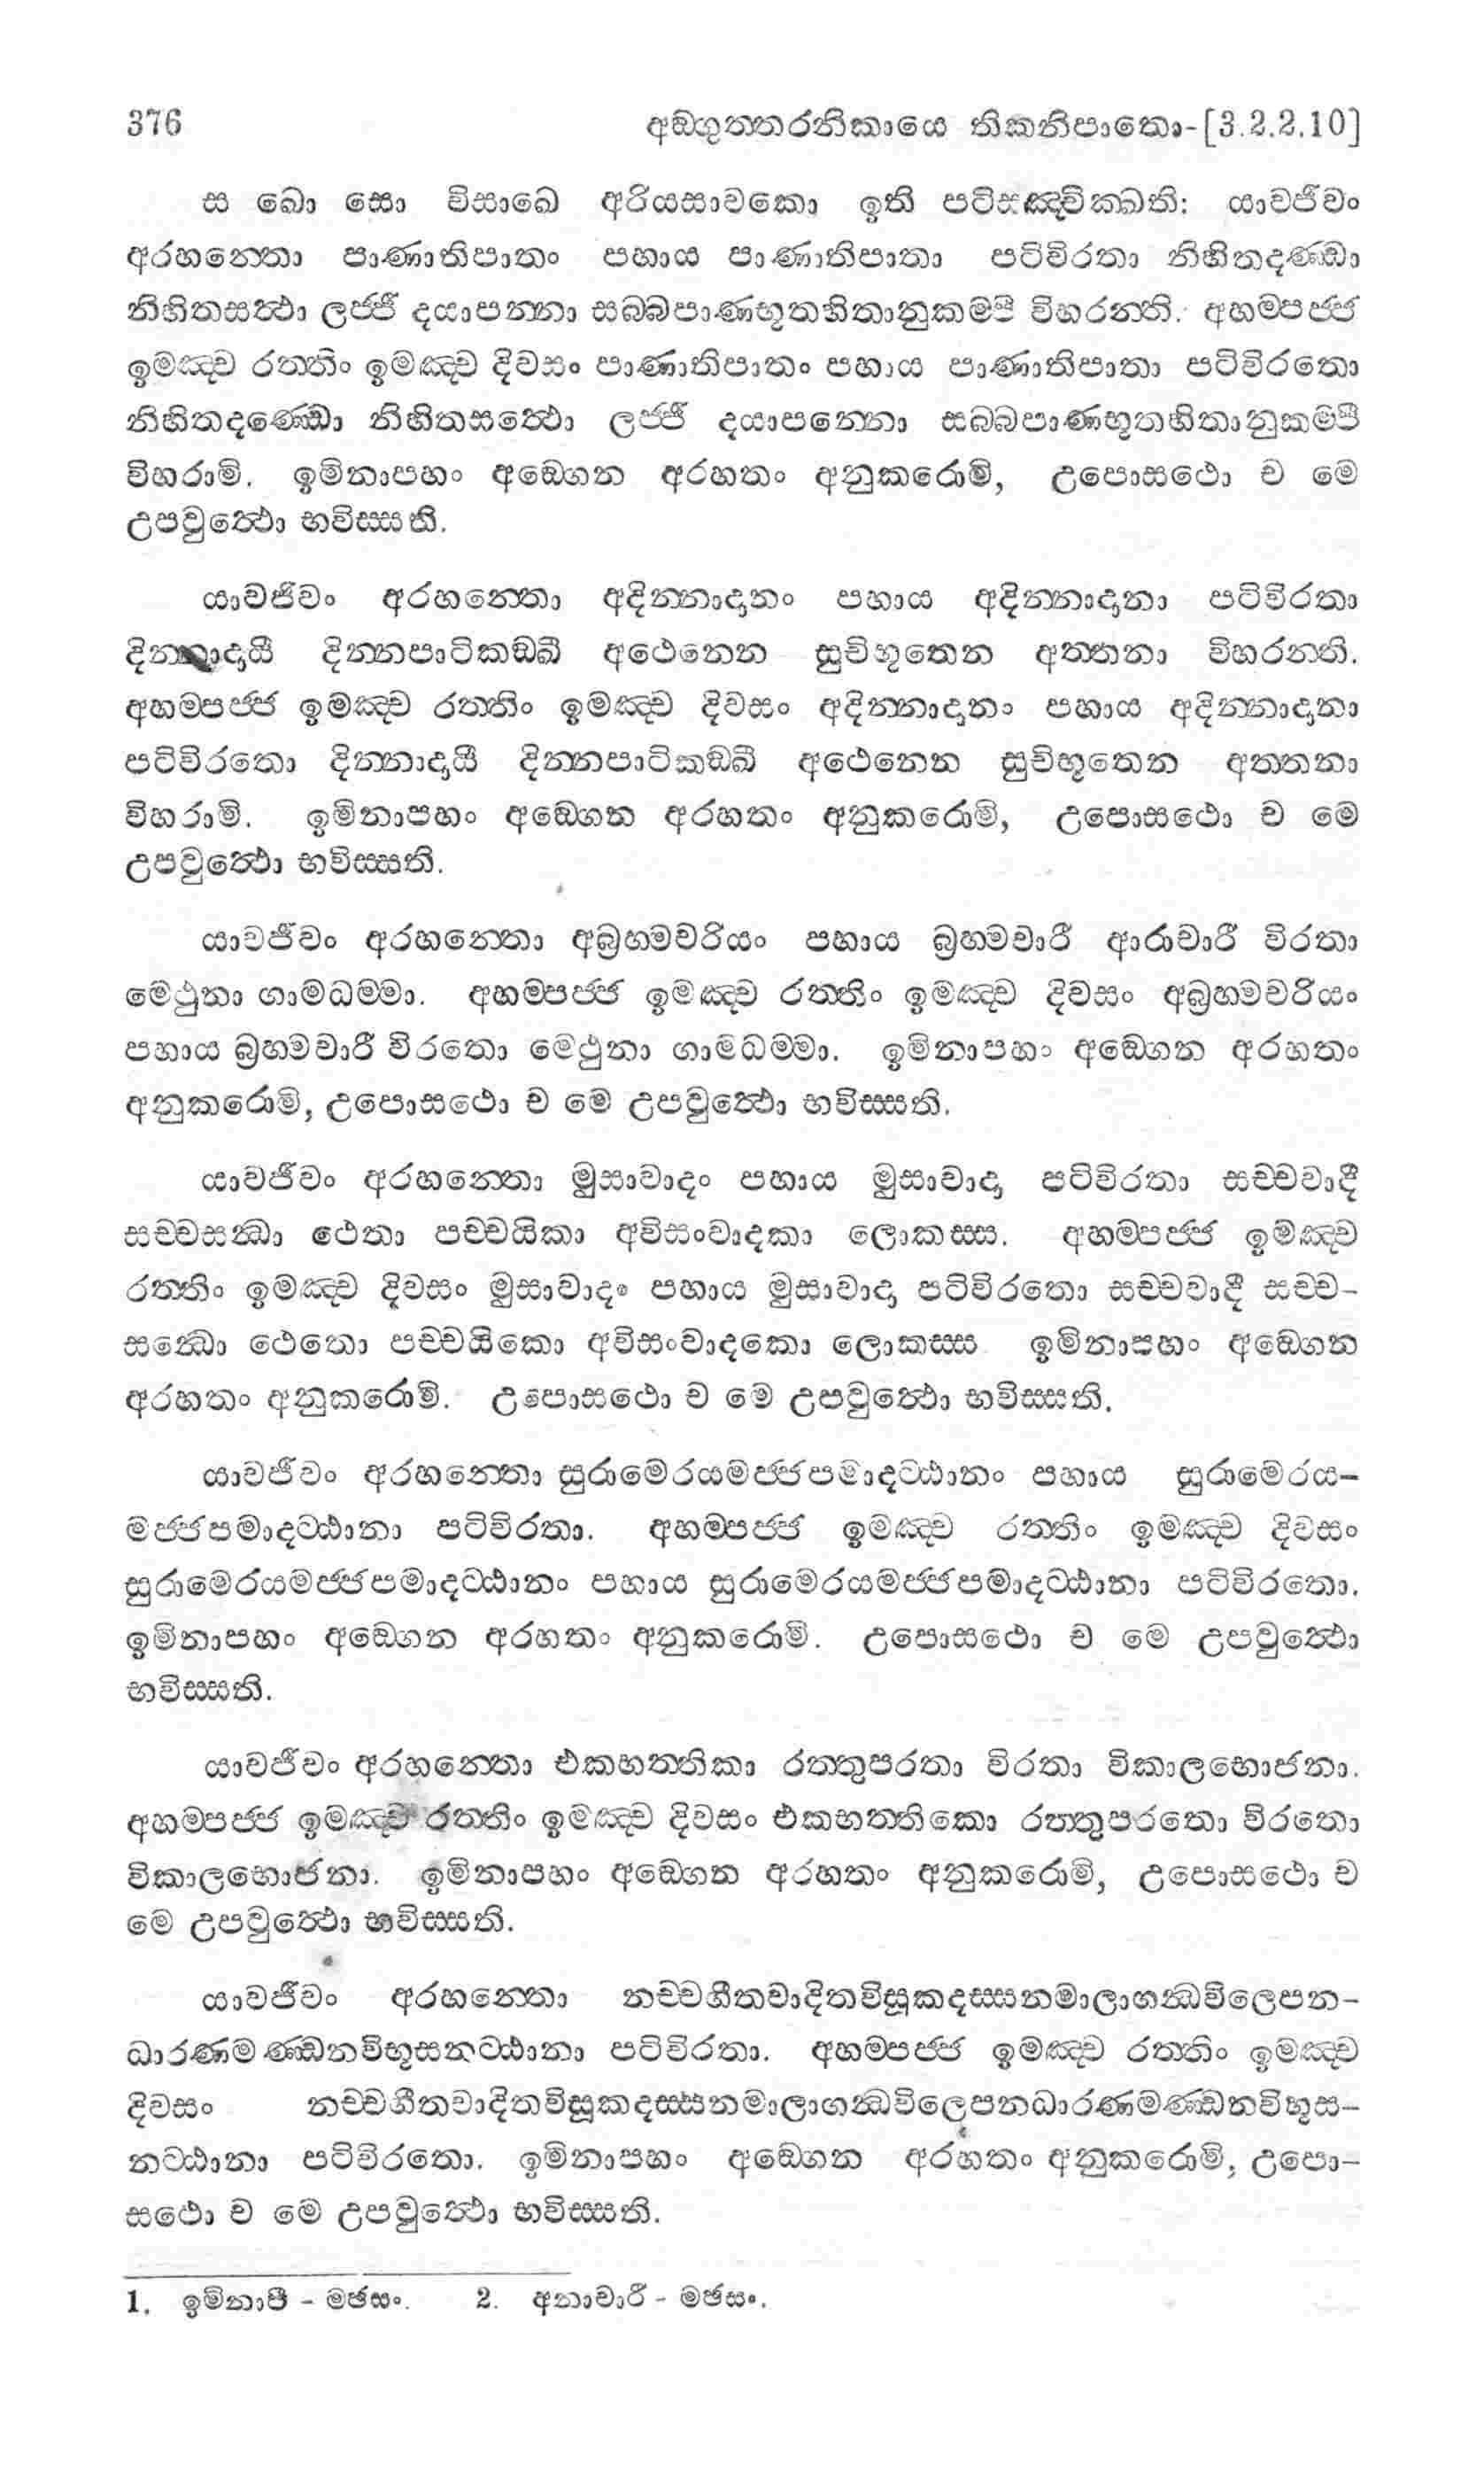 376 අඞ්ගුත්තරනිකායෙ තිකනිපාතො-[3.2.2.10]
ස ඛො සො විසාඛෙ අරියසාවකො ඉති පටිසඤ්චික්ඛති: යාවජීවං
අරහන්තො පාණාතිපාතං පහාය පාණාතිපාතා පටිවිරතා නිහිතදණ්ඩා
නිහිතසත්ථා ලජ්ජී දයාපන්නා සබ්බපාණභූතහිතානුකම්පී විහරන්ති. අහම්පජ්ජ
ඉමඤ්ච රත්තිං ඉමඤ්ච දිවසං පාණාතිපාතං පහාය පාණාතිපාතා පටිවිරතො
නිහිතදණ්ඩො නිහිතසත්ථො ලජ්ජී දයාපන්නො සබ්බපාණභූතහිතානුකම්පී
විහරාමි. ඉමිනාපහං අඞ්ගෙන අරහතං අනුකරොමි, උපොසථො ච මෙ
උපවුත්ථො භවිස්සති.
යාවජීවං අරහන්තො අදින්නාදානං පහාය අදින්නාදානා පටිවිරතා
දින්නාදායී දින්නපාටිකඞ්ඛී අථෙනෙන සුචිභූතෙන අත්තනා විහරන්ති.
අහම්පජ්ජ ඉමඤ්ච රත්තිං ඉමඤ්ච දිවසං අදින්නාදානං පහාය අදින්නාදානා
පටිවිරතො දින්නාදායී දින්නපාටිකඞ්ඛී අථෙනෙන සුචිභූතෙන අත්තනා
විහරාමි. ඉමිනාපහං අඞ්ගෙන අරහතං අනුකරොමි, උපොසථො ච මෙ
උපවුත්ථො භවිස්සති.
යාවජීවං අරහන්තො අබ්‍රහ්මචරියං පහාය බ්‍රහ්මචාරී ආරාචාරී විරතා
මෙථුනා ගාමධම්මා. අහම්පජ්ජ ඉමඤ්ච රත්තිං ඉමඤ්ච දිවසං අබ්‍රහ්මචරියං
පහාය බ්‍රහ්මචාරී විරතො මෙථුනා ගාමධම්මා. ඉමිනාපහං අඞ්ගෙන අරහතං
අනුකරොමි, උපොසථො ච මෙ උපවුත්ථො භවිස්සති.
යාවජීවං අරහන්තො මුසාවාදං පහාය මුසාවාදා පටිවිරතා සච්චවාදී
සච්චසන්ධා ථෙතා පච්චයිකා අවිසංවාදකා ලොකස්ස. අහම්පජ්ජ ඉමඤ්ච
රත්තිං ඉමඤ්ච දිවසං මුසාවාදං පහාය මුසාවාදා පටිවිරතො සච්චවාදී සච්ච-
සන්ධො ථෙතො පච්චයිකො අවිසංවාදකො ලොකස්ස ඉමිනාපහං අඞ්ගෙන
අරහතං අනුකරොමි. උපොසථො ච මෙ උපවුත්ථො භවිස්සති.
යාවජීවං අරහන්තො සුරාමෙරයමජ්ජපමාදට්ඨානං පහාය සුරාමෙරය-
මජ්ජපමාදට්ඨානා පටිවිරතා. අහම්පජ්ජ ඉමඤ්ච රත්තිං ඉමඤ්ච දිවසං
සුරාමෙරයමජ්ජපමාදට්ඨානං පහාය සුරාමෙරයමජ්ජපමාදට්ඨානා පටිවිරතො.
ඉමිනාපහං අඞ්ගෙන අරහතං අනුකරොමි. උපොසථො ච මෙ උපවුත්ථො
භවිස්සති.
යාවජීවං අරහන්තො එකභත්තිකා රත්තුපරතා විරතා විකාලභොජනා.
අහම්පජ්ජ ඉමඤ්ච රත්තිං ඉමඤ්ච දිවසං එකභත්තිකො රත්තුපරතො විරතො
විකාලභොජනා. ඉමිනාපහං අඞ්ගෙන අරහතං අනුකරොමි, උපොසථො ච
මෙ උපවුත්ථො භවිස්සති.
යාවජීවං අරහන්තො නච්චගීතවාදිතවිසූකදස්සනමාලාගන්ධවිලෙපන-
ධාරණමණ්ඩනවිභූසනට්ඨානා පටිවිරතා. අහම්පජ්ජ ඉමඤ්ච රත්තිං ඉමඤ්ච
දිවසං නච්චගීතවාදිතවිසූකදස්සනමාලාගන්ධවිලෙපනධාරණමණ්ඩනවිභූස-
නට්ඨානා පටිවිරතො. ඉමිනාපහං අඞ්ගෙන අරහතං අනුකරොමි, උපො-
සථො ච මෙ උපවුත්ථො භවිස්සති.
1. ඉමිනාපී - මඡසං. 2. අනාචාරී - මඡසං.